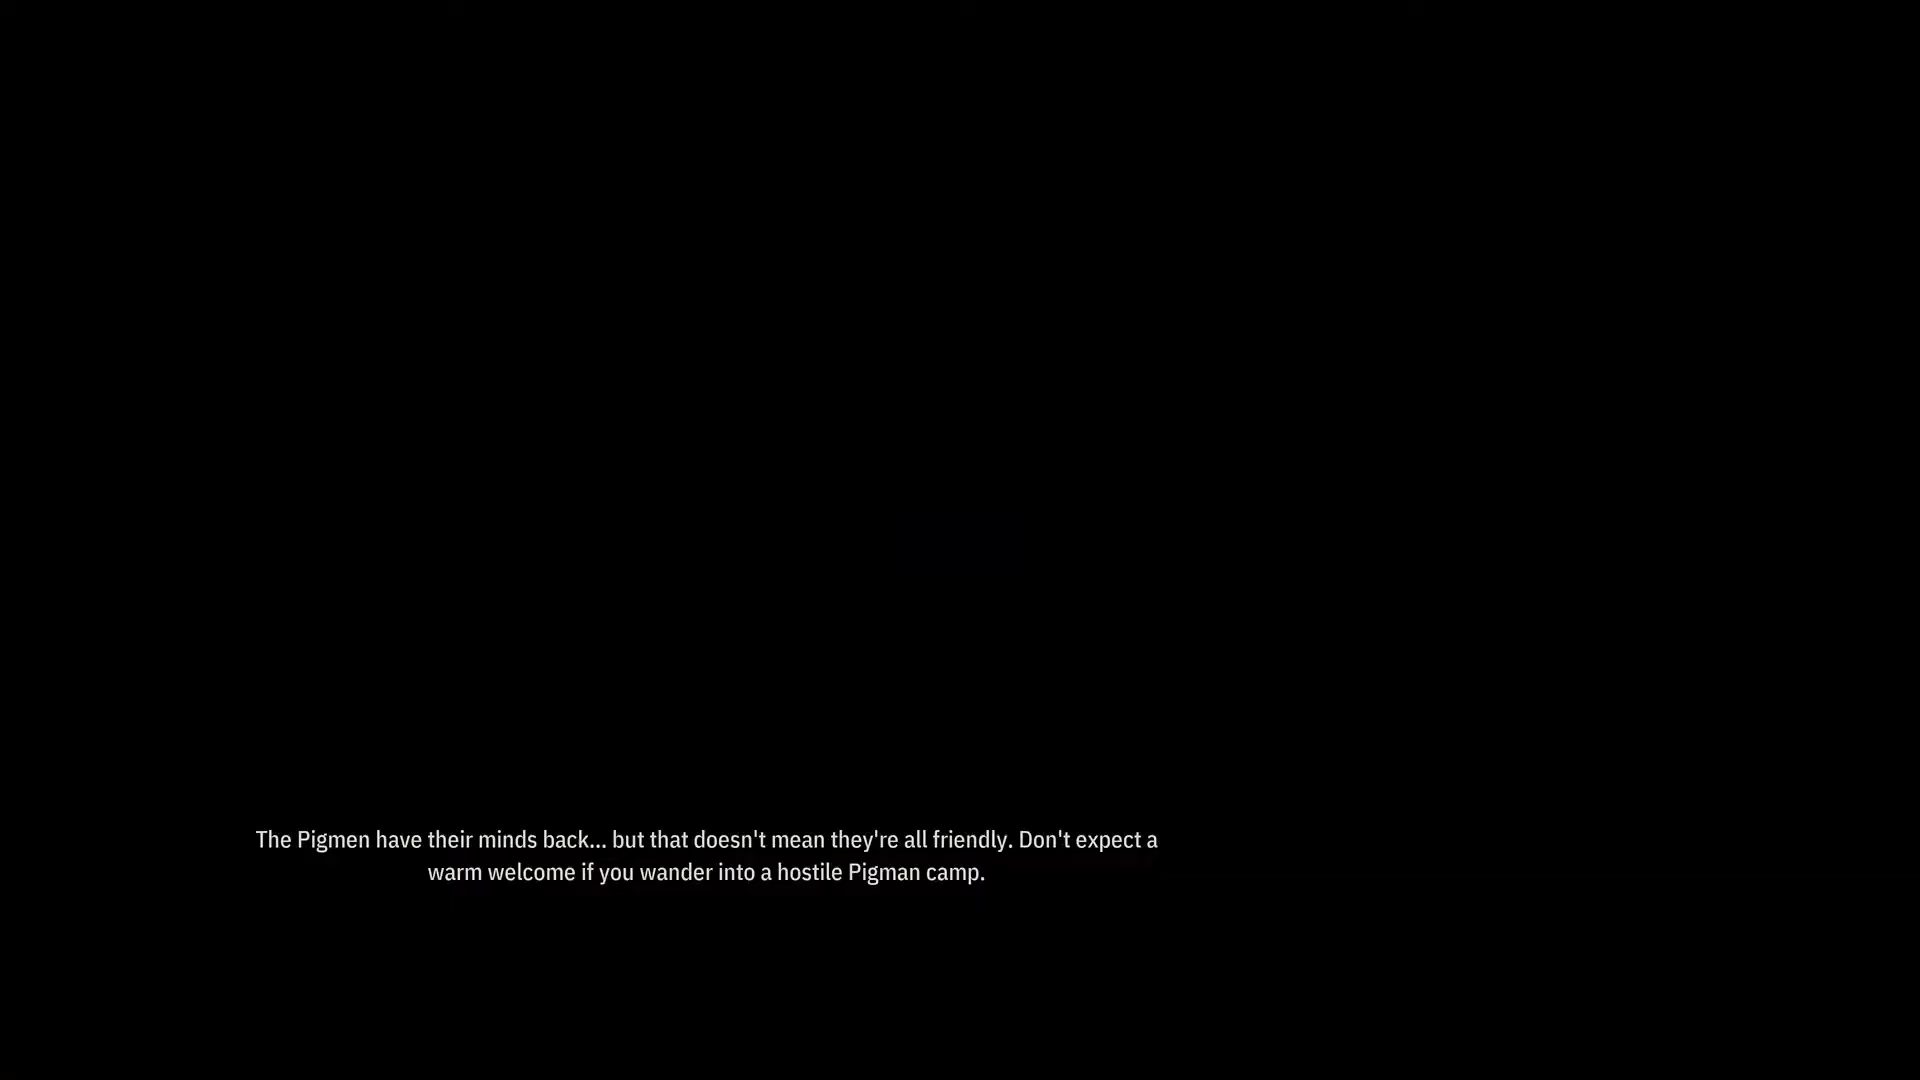 The Pigmen have their minds back... but that doesn't mean they're all friendly. Don't expect a
warm welcome if you wander into a hostile Pigman camp.